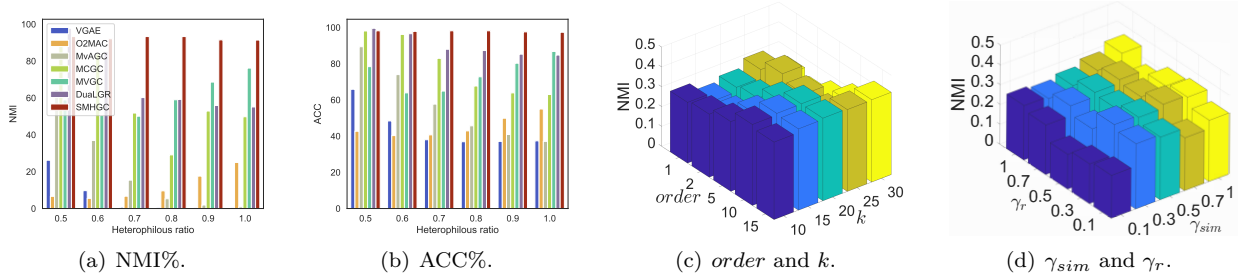 100
80
60
40
20
0
NMI
VGAE
O2MAC
MvAGC
MCGC
MVGC
DuaLGR
SMHGC
0.5 0.6 0.7 0.8 0.9 1.0
Heterophilous ratio
(a) NMI%.
100
80
60
40
20
0
ACC
0.5 0.6 0.7 0.8 0.9 1.0
Heterophilous ratio
(b) ACC%.
0.5
0.4
0.3
0.2
0.1
0
NMI
1
2
5
10
15
order
10
15
20
25
30
k
(c) order and k.
0.5
0.4
0.3
0.2
0.1
0
NMI
1
0.7
0.5
0.3
0.1
γr
0.1
0.3
0.5
0.7
1
γsim
(d) γsim and γr.